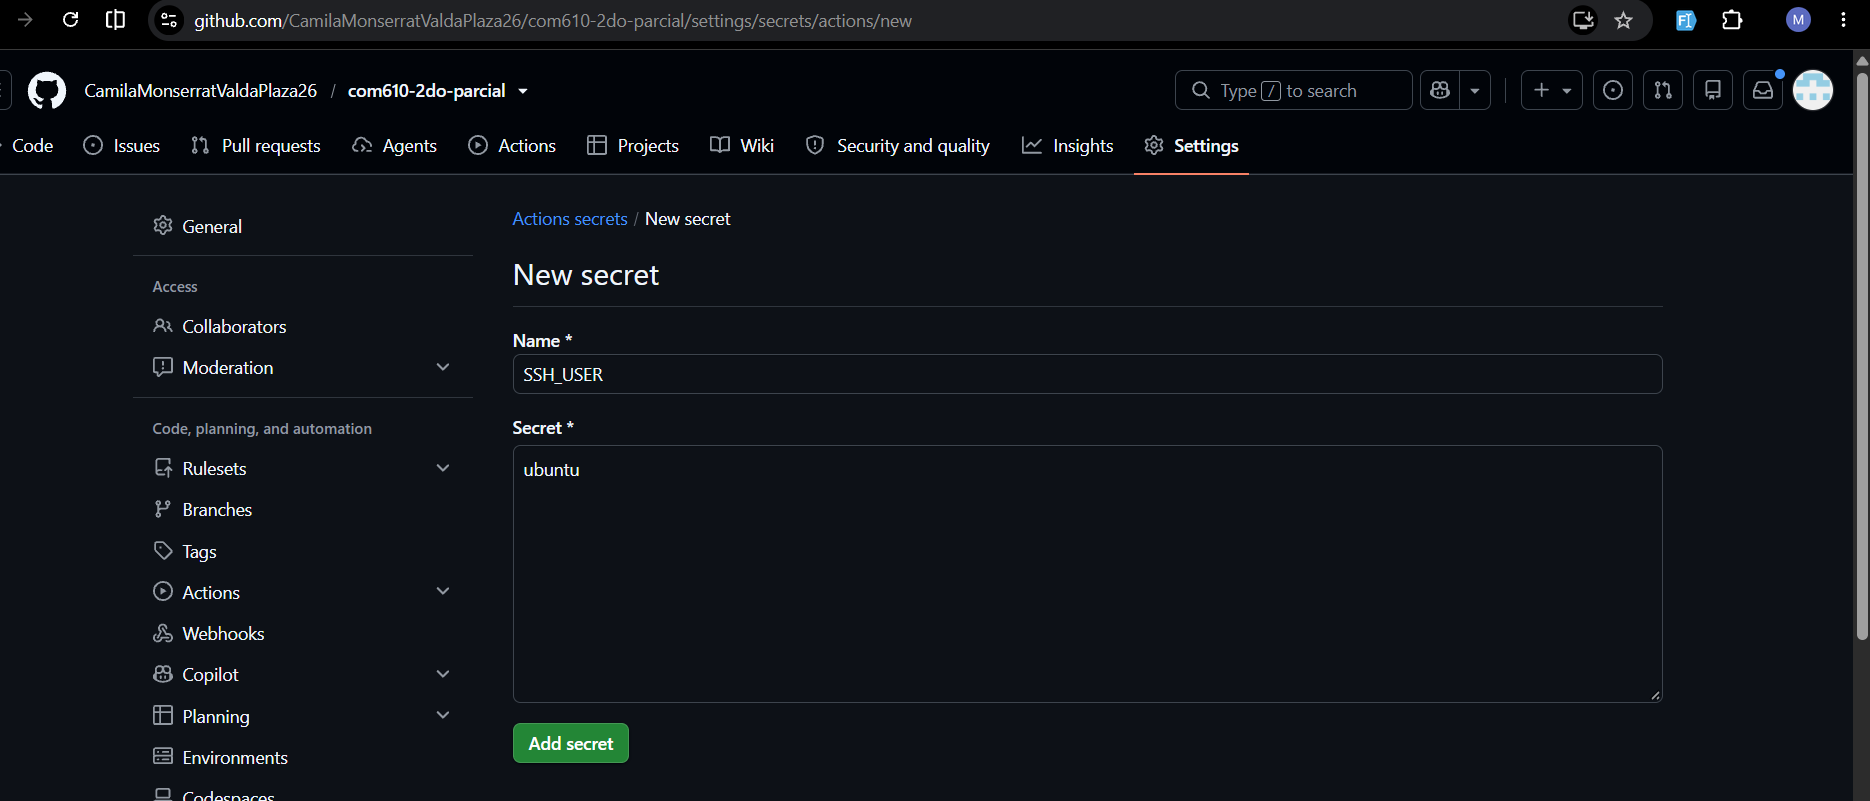 github.com/CamilaMonserratValdaPlaza26/com610-2do-parcial/settings/secrets/actions/new
M
CamilaMonserratValdaPlaza26 / com610-2do-parcial
Type / to search
Code
Issues
Pull requests
Agents
Actions
Projects
Wiki
Security and quality
Insights
Settings
General
Access
Collaborators
Moderation
Code, planning, and automation
Rulesets
Branches
Tags
Actions
Webhooks
Copilot
Planning
Environments
Codespaces
Actions secrets / New secret
New secret
Name *
SSH_USER
Secret *
ubuntu
Add secret